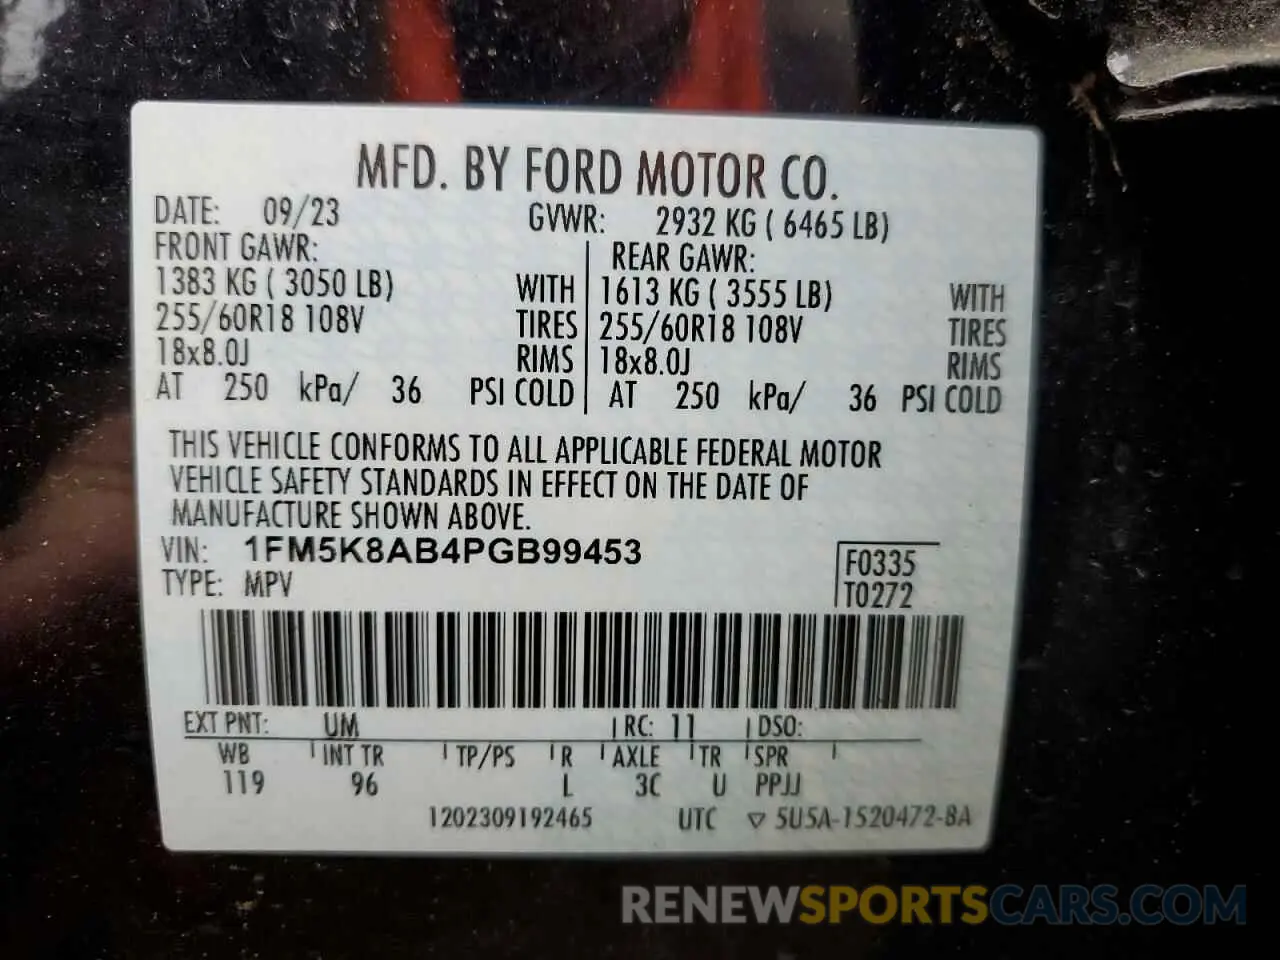 MFD. BY FORD MOTOR CO.
DATE: 09/23 GVWR: 2932 KG ( 6465 LB)
FRONT GAWR: REAR GAWR:
1383 KG ( 3050 LB) WITH 1613 KG ( 3555 LB) WITH
255/60R18 108V TIRES 255/60R18 108V TIRES
18x8.0J RIMS 18x8.0J RIMS
AT 250 kPa/ 36 PSI COLD AT 250 kPa/ 36 PSI COLD
THIS VEHICLE CONFORMS TO ALL APPLICABLE FEDERAL MOTOR
VEHICLE SAFETY STANDARDS IN EFFECT ON THE DATE OF
MANUFACTURE SHOWN ABOVE.
VIN: 1FM5K8AB4PGB99453 F0335
TYPE: MPV T0272
EXT PNT: UM RC: 11 DSO:
WB INT TR TP/PS R AXLE TR SPR
119 96 L 3C U PPJJ
1202309192465 UTC ▽ 5U5A-1520472-BA
RENEWSPORTSCARS.COM